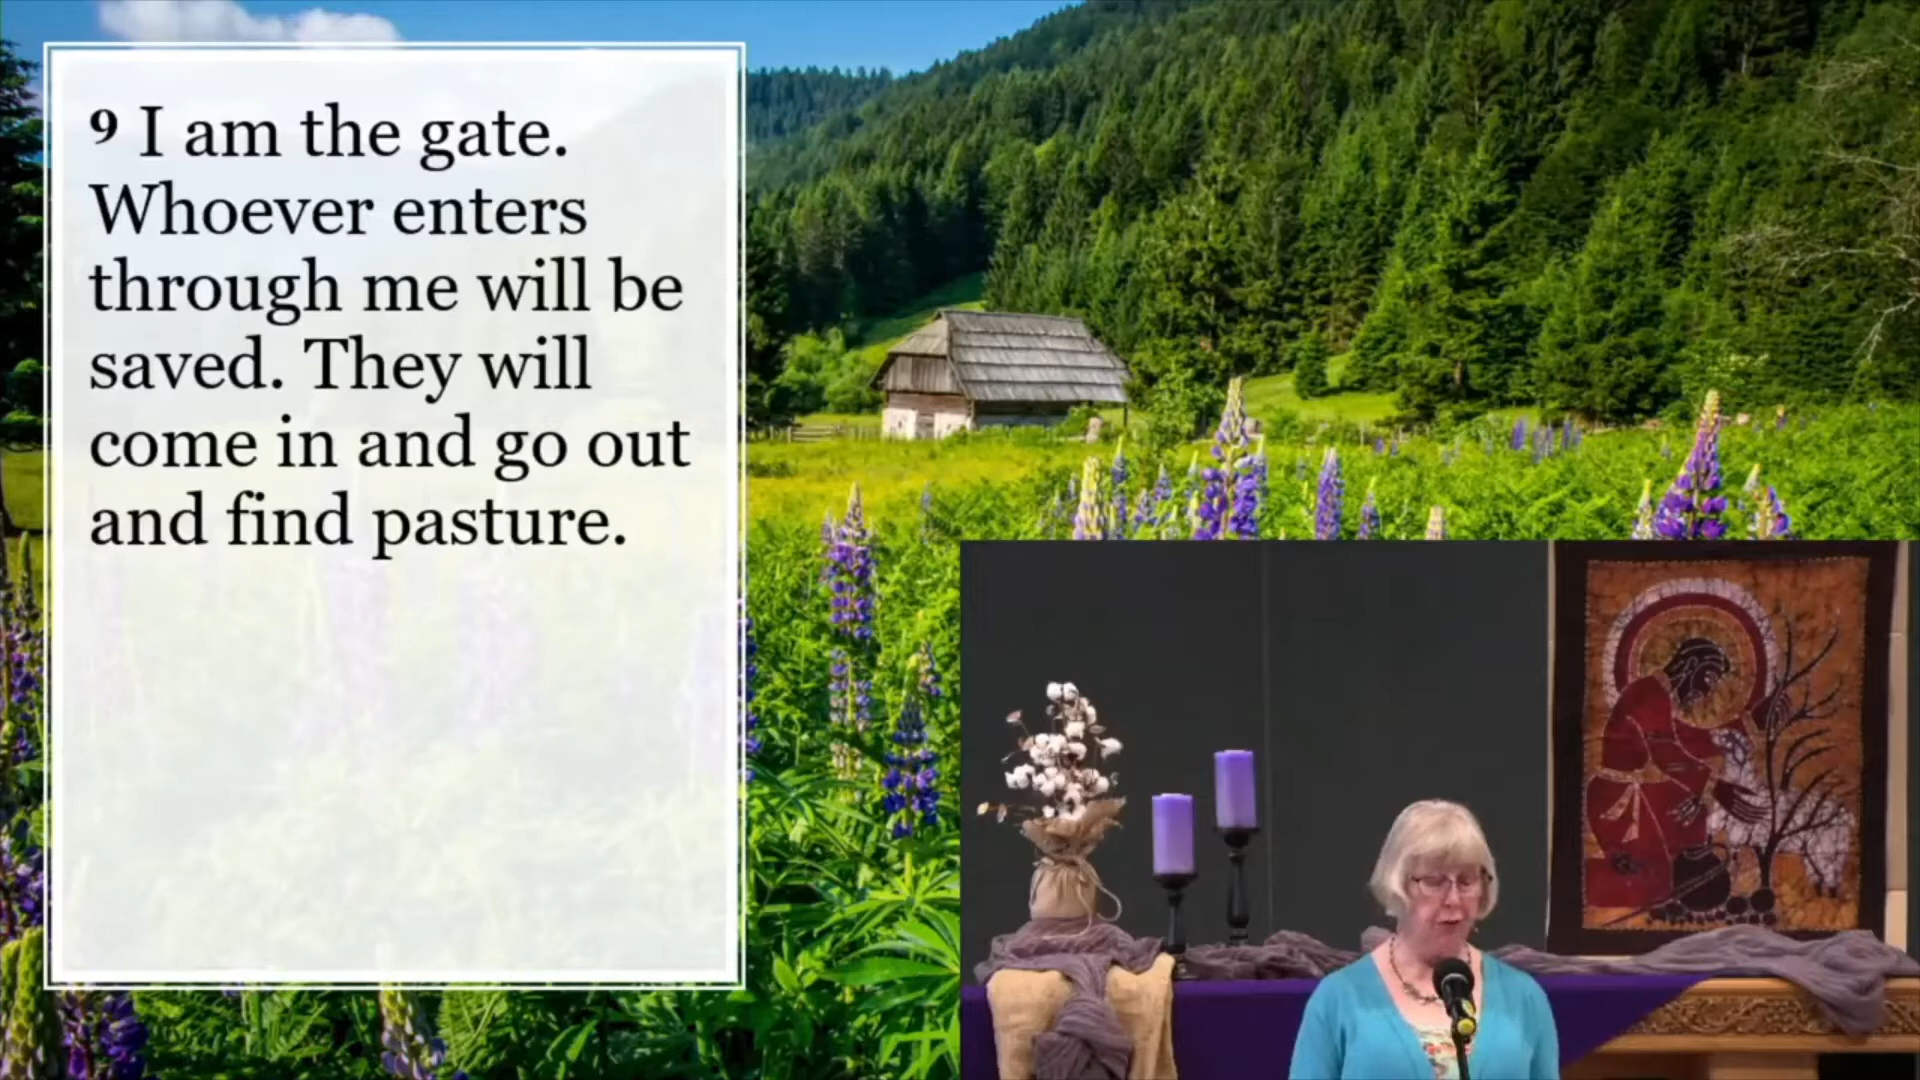 9 I am the gate.
Whoever enters
through me will be
saved. They will
come in and go out
and find pasture.